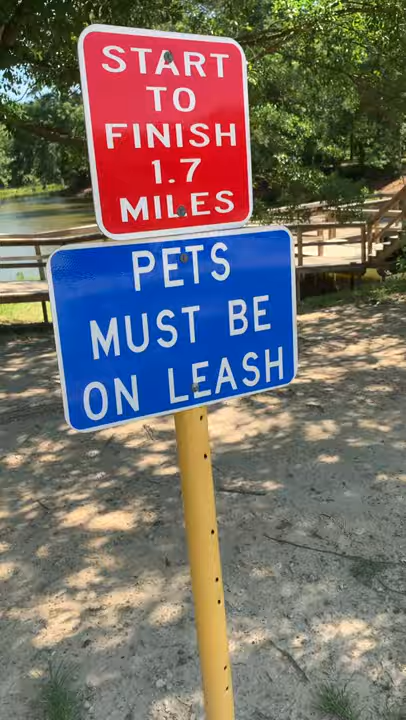 START
TO
FINISH
1.7
MILES
PETS
MUST BE
ON LEASH